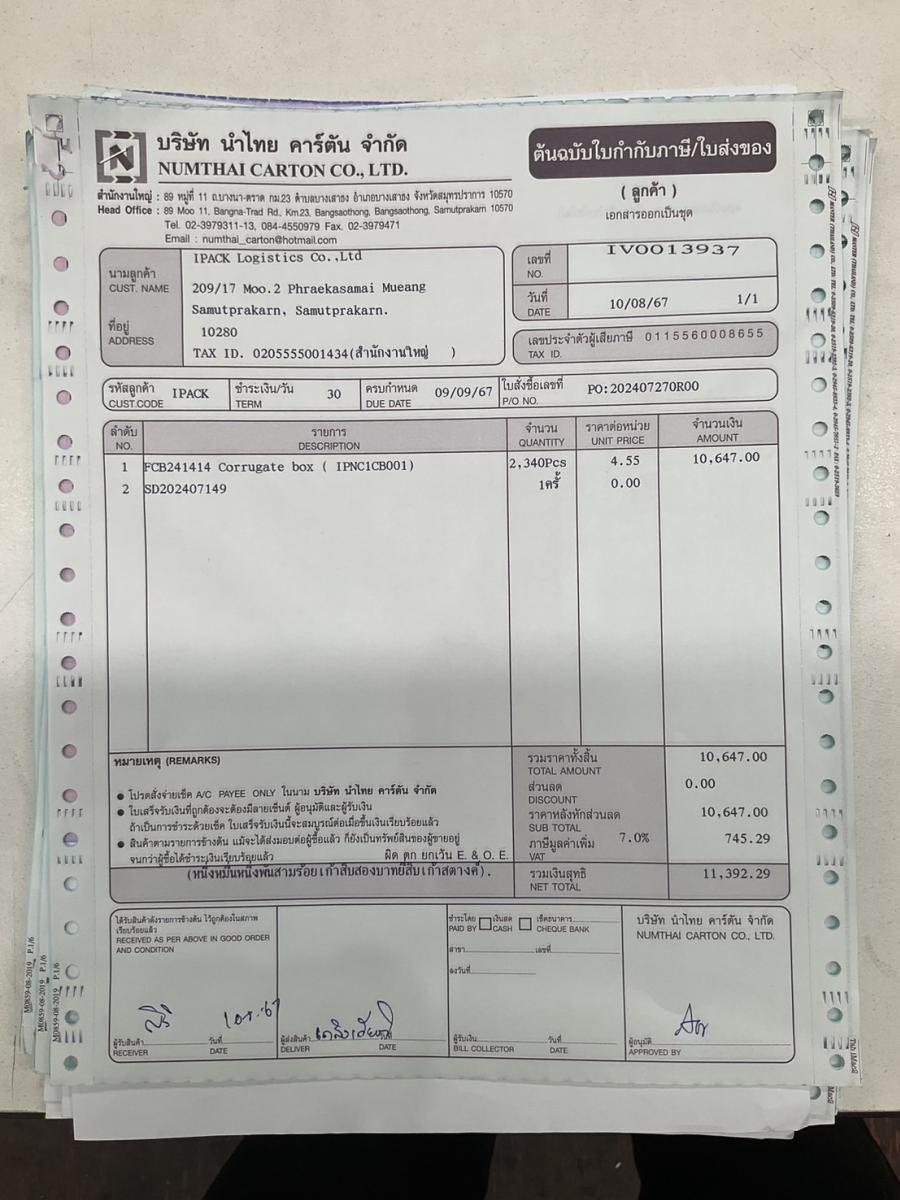 บริษัท นำไทย คาร์ตัน จำกัด
NUMTHAI CARTON CO., LTD.
สำนักงานใหญ่ : 89 หมู่ที่ 11 ถ.บางนา-ตราด กม.23 ตำบลบางเสาธง อำเภอบางเสาธง จังหวัดสมุทรปราการ 10570
Head Office : 89 Moo 11, Bangna-Trad Rd., Km.23, Bangsaothong, Bangsaothong, Samutprakarn 10570
Tel. 02-3979311-13, 084-4550979 Fax. 02-3979471
Email : numthai_carton@hotmail.com
ต้นฉบับใบกำกับภาษี/ใบส่งของ
( ลูกค้า )
เอกสารออกเป็นชุด
นามลูกค้า
CUST. NAME
ที่อยู่
ADDRESS
IPACK Logistics Co.,Ltd
209/17 Moo.2 Phraekasamai Mueang
Samutprakarn, Samutprakarn.
10280
TAX ID. 0205555001434(สำนักงานใหญ่ )
เลขที่ NO. IV0013937
วันที่ DATE 10/08/67 1/1
เลขประจำตัวผู้เสียภาษี 0115560008655
TAX ID.
รหัสลูกค้า CUST.CODE IPACK
ชำระเงิน/วัน TERM 30
ครบกำหนด DUE DATE 09/09/67
ใบสั่งซื้อเลขที่ P/O NO. PO:202407270R00
ลำดับ รายการ จำนวน ราคาต่อหน่วย จำนวนเงิน
NO. DESCRIPTION QUANTITY UNIT PRICE AMOUNT
1 FCB241414 Corrugate box ( IPNC1CB001) 2,340Pcs 4.55 10,647.00
2 SD202407149 1ครั้ 0.00
หมายเหตุ (REMARKS)
● โปรดสั่งจ่ายเช็ค A/C PAYEE ONLY ในนาม บริษัท นำไทย คาร์ตัน จำกัด
● ใบเสร็จรับเงินที่ถูกต้องจะต้องมีลายเซ็นต์ ผู้อนุมัติและผู้รับเงิน
ถ้าเป็นการชำระด้วยเช็ค ใบเสร็จรับเงินนี้จะสมบูรณ์ต่อเมื่อขึ้นเงินเรียบร้อยแล้ว
● สินค้าตามรายการข้างต้น แม้จะได้ส่งมอบต่อผู้ซื้อแล้ว ก็ยังเป็นทรัพย์สินของผู้ขายอยู่
จนกว่าผู้ซื้อได้ชำระเงินเรียบร้อยแล้ว ผิด ตก ยกเว้น E. & O. E.
(หนึ่งหมื่นหนึ่งพันสามร้อยเก้าสิบสองบาทยี่สิบเก้าสตางค์).
รวมราคาทั้งสิ้น 10,647.00
TOTAL AMOUNT
ส่วนลด 0.00
DISCOUNT
ราคาหลังหักส่วนลด 10,647.00
SUB TOTAL
ภาษีมูลค่าเพิ่ม 7.0% 745.29
VAT
รวมเงินสุทธิ 11,392.29
NET TOTAL
ได้รับสินค้าดังรายการข้างต้น ไว้ถูกต้องในสภาพ
เรียบร้อยแล้ว
RECEIVED AS PER ABOVE IN GOOD ORDER
AND CONDITION
ผู้รับสินค้า วันที่
RECEIVER DATE
ผู้ส่งสินค้า
DELIVER DATE
ชำระโดย เงินสด เช็คธนาคาร
PAID BY CASH CHEQUE BANK
สาขา เลขที่
ลงวันที่
ผู้รับเงิน วันที่
BILL COLLECTOR DATE
บริษัท นำไทย คาร์ตัน จำกัด
NUMTHAI CARTON CO., LTD.
ผู้อนุมัติ
APPROVED BY
M0859-08-2019 P.1/6
M0859-08-2019 P.1/6
M0859-08-2019 P.1/6